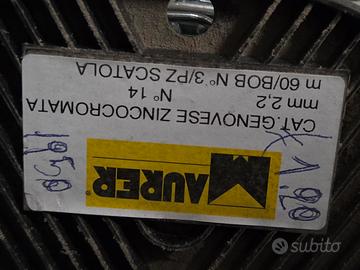 MAURER®
CAT. GENOVESE ZINCOCROMATA
mm 2,2 N° 14
m 60/BOB N° 3/PZ SCATOLA
subito